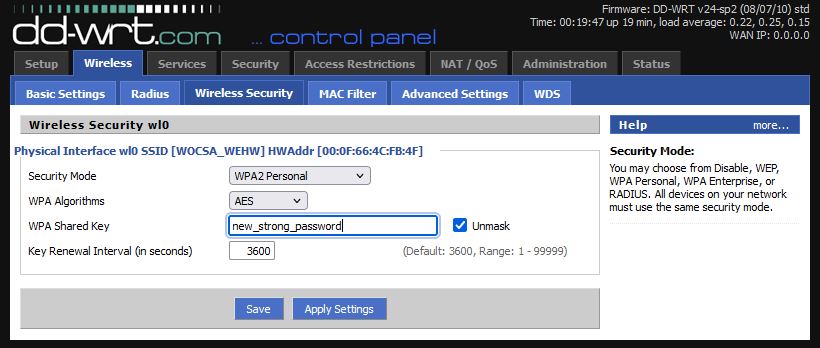 Firmware: DD-WRT v24-sp2 (08/07/10) std
Time: 00:19:47 up 19 min, load average: 0.22, 0.25, 0.15
WAN IP: 0.0.0.0
dd-wrt.com ... control panel
Setup Wireless Services Security Access Restrictions NAT / QoS Administration Status
Basic Settings Radius Wireless Security MAC Filter Advanced Settings WDS
Wireless Security wl0
Physical Interface wl0 SSID [WOCSA_WEHW] HWAddr [00:0F:66:4C:FB:4F]
Security Mode WPA2 Personal
WPA Algorithms AES
WPA Shared Key new_strong_password Unmask
Key Renewal Interval (in seconds) 3600 (Default: 3600, Range: 1 - 99999)
Save Apply Settings
Help more...
Security Mode:
You may choose from Disable, WEP,
WPA Personal, WPA Enterprise, or
RADIUS. All devices on your network
must use the same security mode.